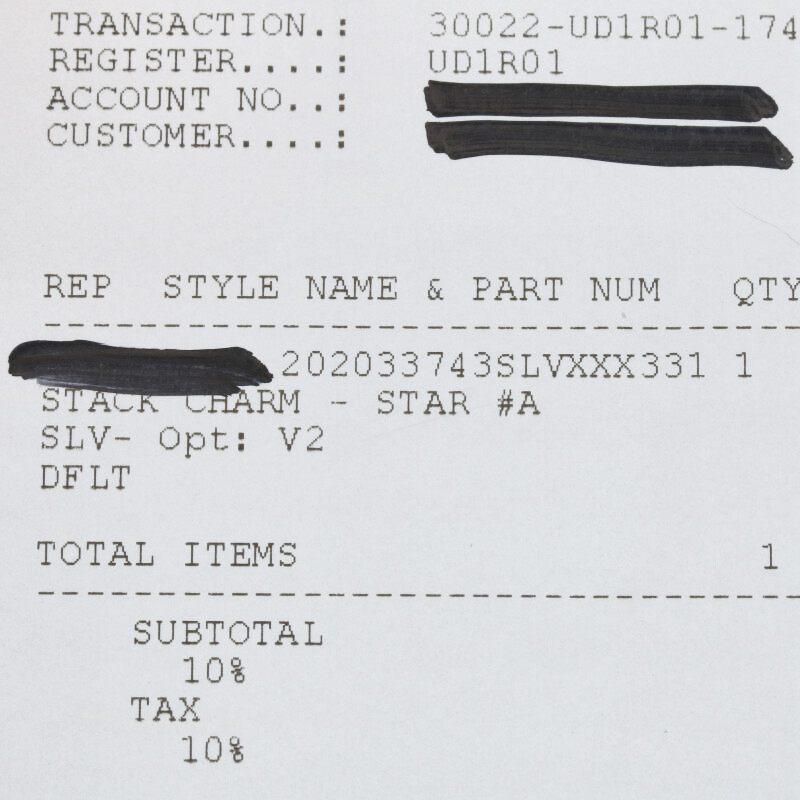 TRANSACTION.: 30022-UD1R01-174
REGISTER....: UD1R01
ACCOUNT NO..:
CUSTOMER....:
REP STYLE NAME & PART NUM QTY
202033743SLVXXX331 1
STACK CHARM - STAR #A
SLV- Opt: V2
DFLT
TOTAL ITEMS 1
SUBTOTAL
10%
TAX
10%